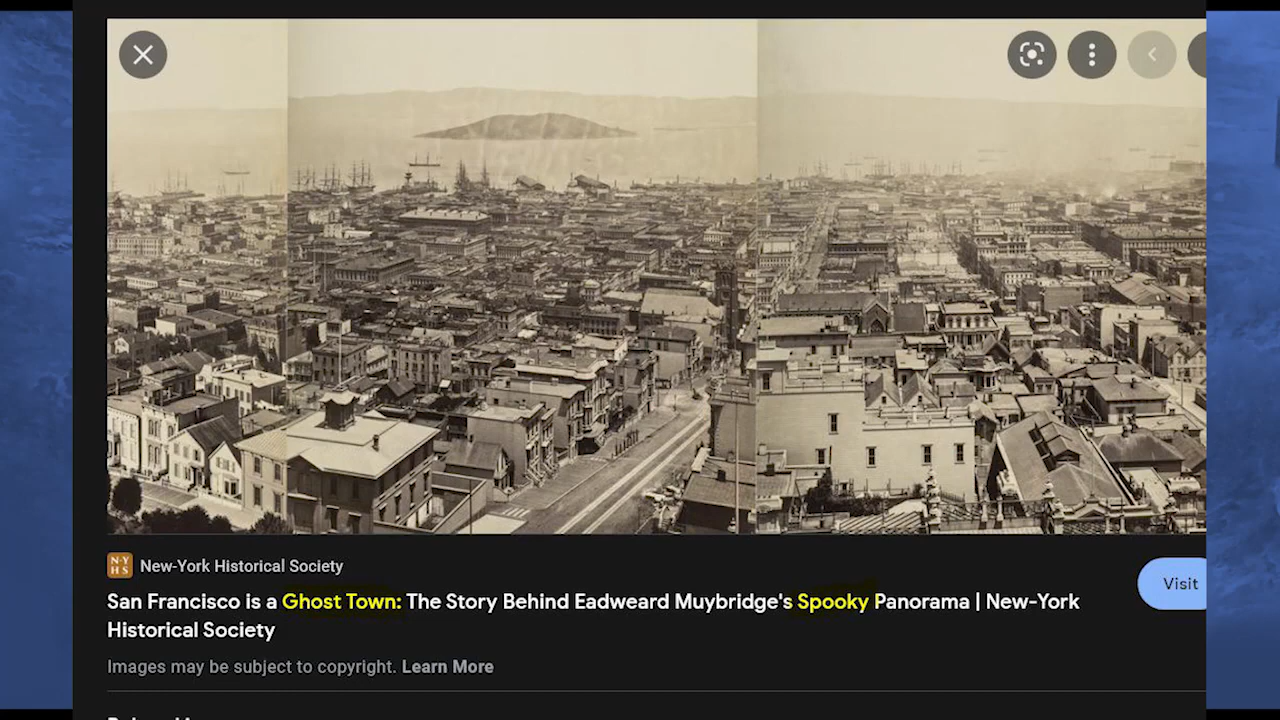 N-Y
H S
New-York Historical Society
Visit
San Francisco is a Ghost Town: The Story Behind Eadweard Muybridge's Spooky Panorama | New-York
Historical Society
Images may be subject to copyright. Learn More